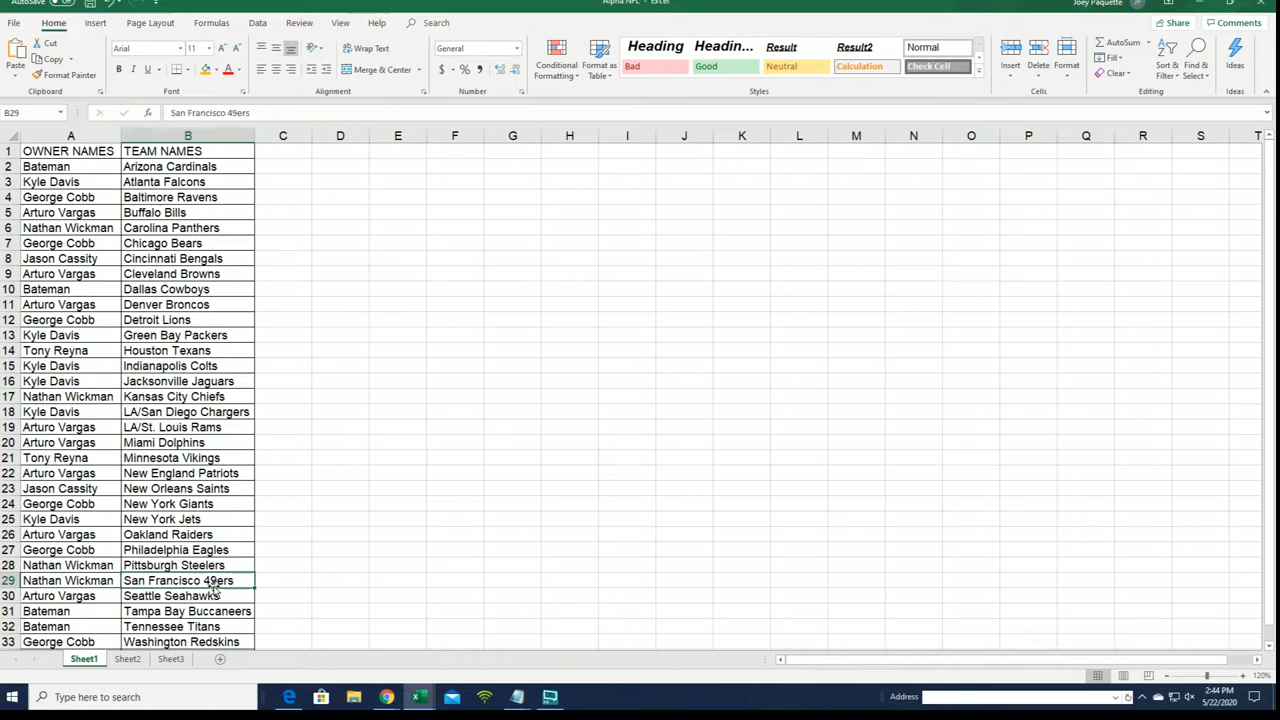 AutoSave Off Alpha NFL - Excel Joey Paquette JP
File Home Insert Page Layout Formulas Data Review View Help Search Share Comments
Paste Cut Copy Format Painter Clipboard
Arial 11 A A B I U A Font
Wrap Text Merge & Center Alignment
General $ % , Number
Conditional Formatting Format as Table
Heading Headin... Result Result2 Normal
Bad Good Neutral Calculation Check Cell
Styles
Insert Delete Format Cells
AutoSum Fill Clear Sort & Filter Find & Select Editing
Ideas Ideas
B29 fx San Francisco 49ers
A B C D E F G H I J K L M N O P Q R S T
1 OWNER NAMES TEAM NAMES
2 Bateman Arizona Cardinals
3 Kyle Davis Atlanta Falcons
4 George Cobb Baltimore Ravens
5 Arturo Vargas Buffalo Bills
6 Nathan Wickman Carolina Panthers
7 George Cobb Chicago Bears
8 Jason Cassity Cincinnati Bengals
9 Arturo Vargas Cleveland Browns
10 Bateman Dallas Cowboys
11 Arturo Vargas Denver Broncos
12 George Cobb Detroit Lions
13 Kyle Davis Green Bay Packers
14 Tony Reyna Houston Texans
15 Kyle Davis Indianapolis Colts
16 Kyle Davis Jacksonville Jaguars
17 Nathan Wickman Kansas City Chiefs
18 Kyle Davis LA/San Diego Chargers
19 Arturo Vargas LA/St. Louis Rams
20 Arturo Vargas Miami Dolphins
21 Tony Reyna Minnesota Vikings
22 Arturo Vargas New England Patriots
23 Jason Cassity New Orleans Saints
24 George Cobb New York Giants
25 Kyle Davis New York Jets
26 Arturo Vargas Oakland Raiders
27 George Cobb Philadelphia Eagles
28 Nathan Wickman Pittsburgh Steelers
29 Nathan Wickman San Francisco 49ers
30 Arturo Vargas Seattle Seahawks
31 Bateman Tampa Bay Buccaneers
32 Bateman Tennessee Titans
33 George Cobb Washington Redskins
Sheet1 Sheet2 Sheet3
120%
Type here to search Address 2:44 PM
5/22/2020